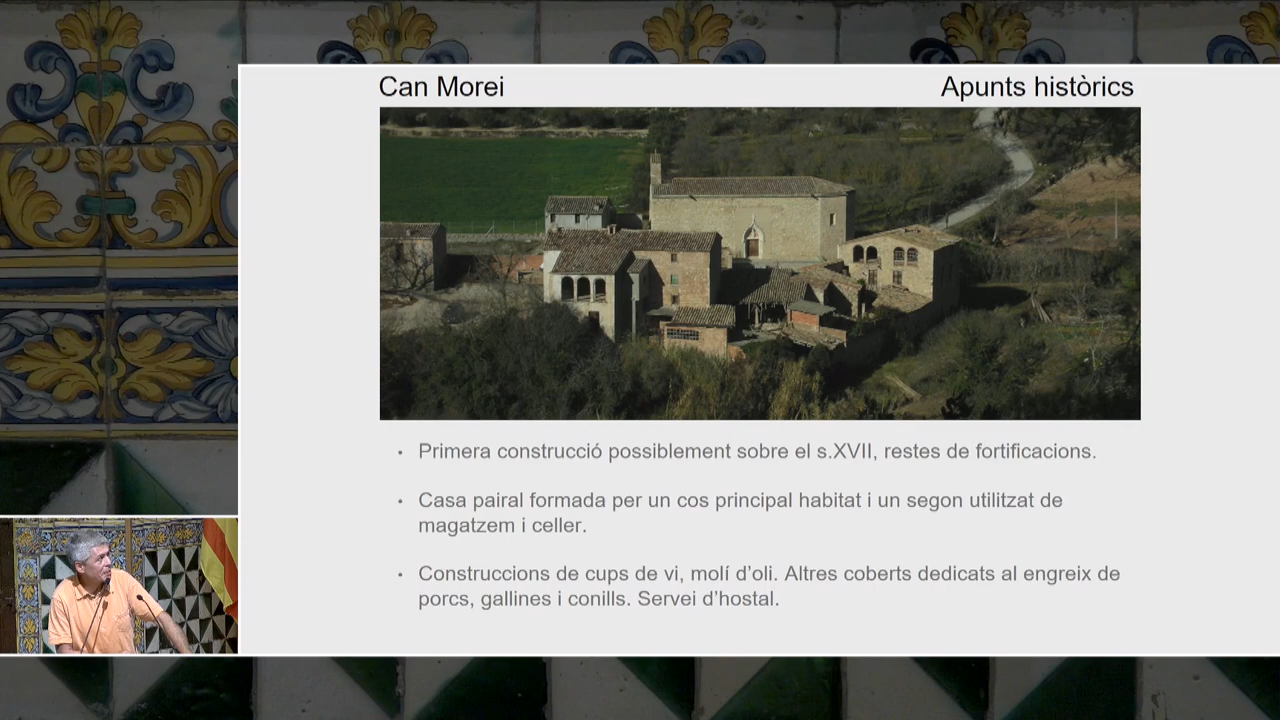 Can Morei
Apunts històrics
• Primera construcció possiblement sobre el s.XVII, restes de fortificacions.
• Casa pairal formada per un cos principal habitat i un segon utilitzat de
magatzem i celler.
• Construccions de cups de vi, molí d’oli. Altres coberts dedicats al engreix de
porcs, gallines i conills. Servei d’hostal.